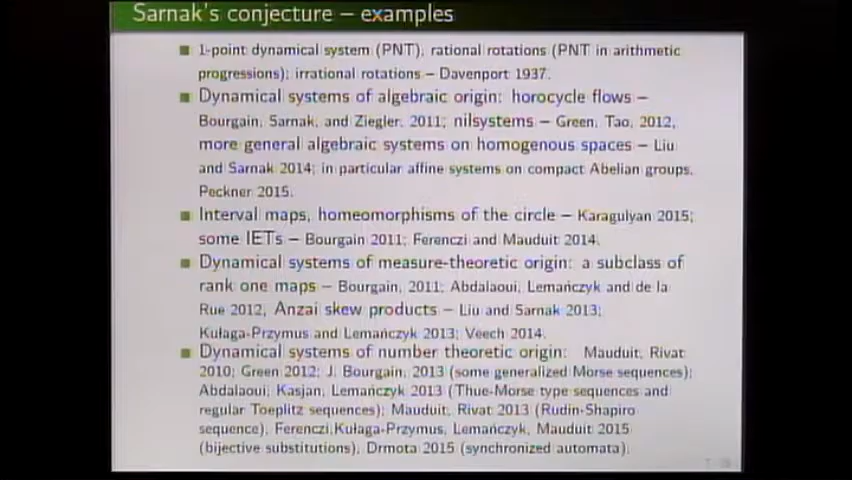 Sarnak's conjecture – examples
1-point dynamical system (PNT), rational rotations (PNT in arithmetic
progressions); irrational rotations – Davenport 1937.
Dynamical systems of algebraic origin: horocycle flows –
Bourgain, Sarnak, and Ziegler, 2011; nilsystems – Green, Tao, 2012,
more general algebraic systems on homogenous spaces – Liu
and Sarnak 2014; in particular affine systems on compact Abelian groups,
Peckner 2015.
Interval maps, homeomorphisms of the circle – Karagulyan 2015;
some IETs – Bourgain 2011; Ferenczi and Mauduit 2014.
Dynamical systems of measure-theoretic origin: a subclass of
rank one maps – Bourgain, 2011; Abdalaoui, Lemańczyk and de la
Rue 2012, Anzai skew products – Liu and Sarnak 2013;
Kułaga-Przymus and Lemańczyk 2013; Veech 2014.
Dynamical systems of number theoretic origin: Mauduit, Rivat
2010; Green 2012; J. Bourgain, 2013 (some generalized Morse sequences);
Abdalaoui, Kasjan, Lemańczyk 2013 (Thue-Morse type sequences and
regular Toeplitz sequences); Mauduit, Rivat 2013 (Rudin-Shapiro
sequence), Ferenczi,Kułaga-Przymus, Lemańczyk, Mauduit 2015
(bijective substitutions), Drmota 2015 (synchronized automata).